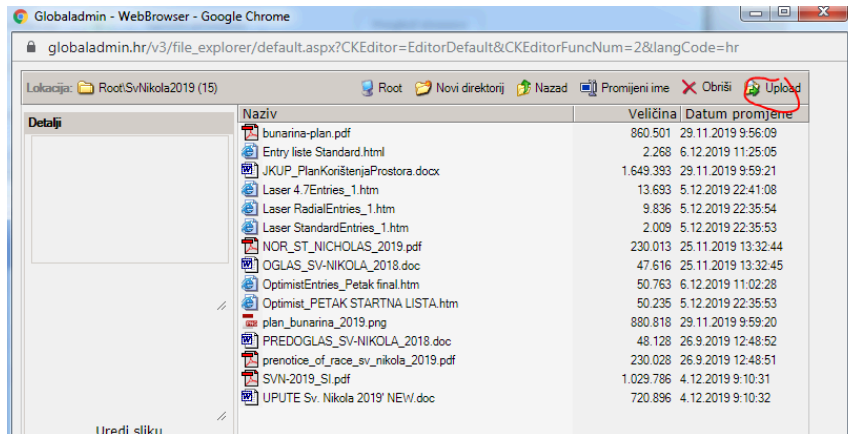 Globaladmin - WebBrowser - Google Chrome
globaladmin.hr/v3/file_explorer/default.aspx?CKEditor=EditorDefault&CKEditorFuncNum=2&langCode=hr
Lokacija: Root\SvNikola2019 (15) Root Novi direktorij Nazad Promijeni ime Obriši Upload
Detalji
Naziv Veličina Datum promjene
bunarina-plan.pdf 860.501 29.11.2019 9:56:09
Entry liste Standard.html 2.268 6.12.2019 11:25:05
JKUP_PlanKorištenjaProstora.docx 1.649.393 29.11.2019 9:59:21
Laser 4.7Entries_1.htm 13.693 5.12.2019 22:41:08
Laser RadialEntries_1.htm 9.836 5.12.2019 22:35:54
Laser StandardEntries_1.htm 2.009 5.12.2019 22:35:53
NOR_ST_NICHOLAS_2019.pdf 230.013 25.11.2019 13:32:44
OGLAS_SV-NIKOLA_2018.doc 47.616 25.11.2019 13:32:45
OptimistEntries_Petak final.htm 50.763 6.12.2019 11:02:28
Optimist_PETAK STARTNA LISTA.htm 50.235 5.12.2019 22:35:53
plan_bunarina_2019.png 880.818 29.11.2019 9:59:20
PREDOGLAS_SV-NIKOLA_2018.doc 48.128 26.9.2019 12:48:52
prenotice_of_race_sv_nikola_2019.pdf 230.028 26.9.2019 12:48:51
SVN-2019_SI.pdf 1.029.786 4.12.2019 9:10:31
UPUTE Sv. Nikola 2019' NEW.doc 720.896 4.12.2019 9:10:32
Uredi sliku